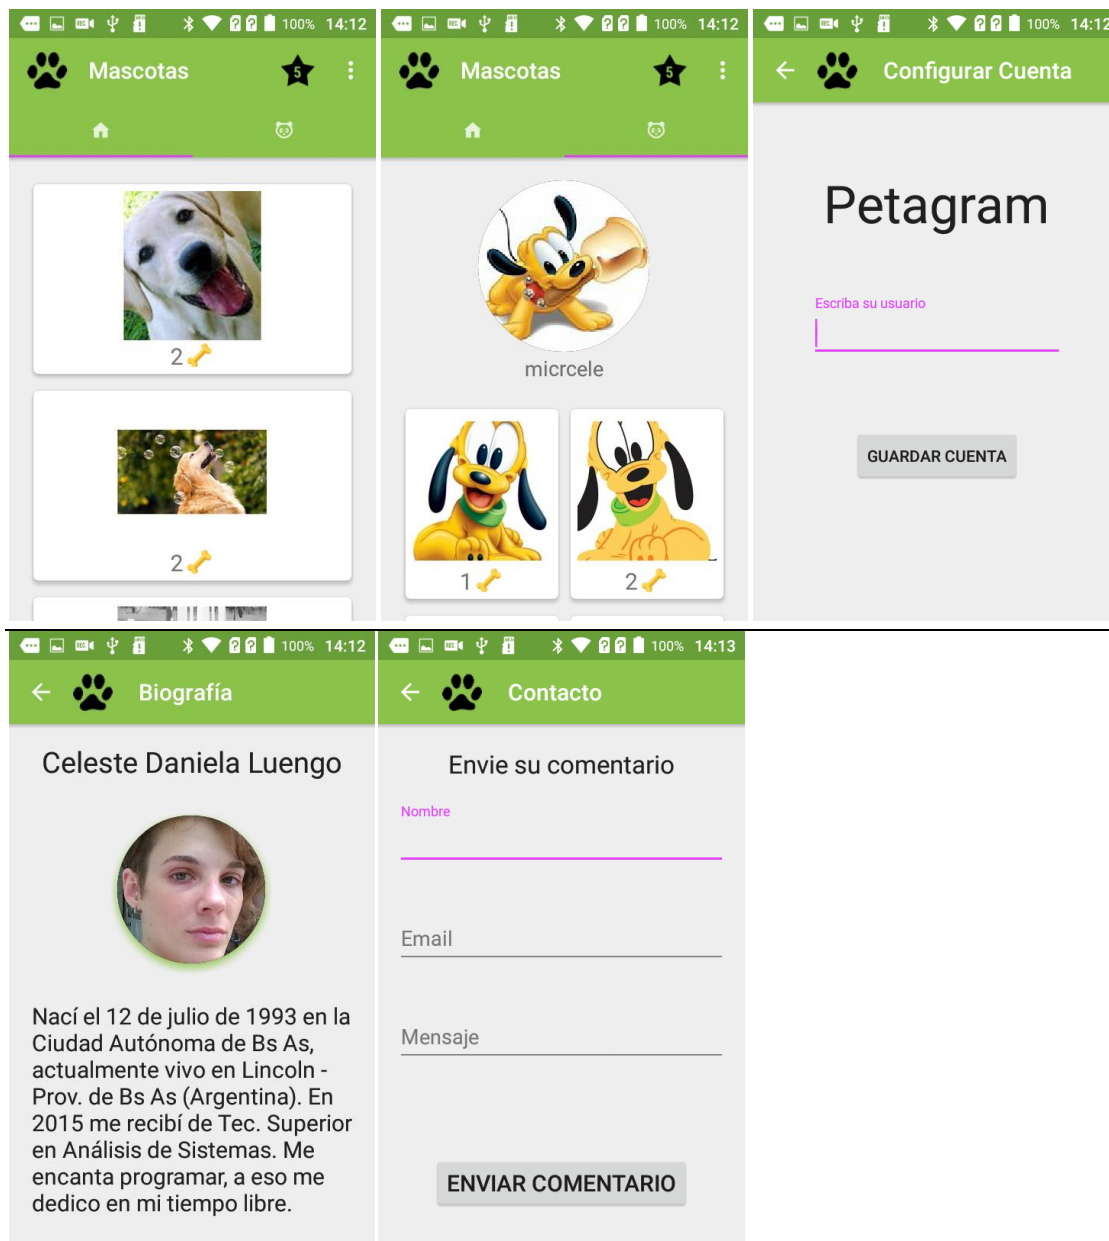 100% 14:12
Mascotas
5
2
2
100% 14:12
Mascotas
5
micrcele
1
2
100% 14:12
Configurar Cuenta
Petagram
Escriba su usuario
GUARDAR CUENTA
100% 14:12
Biografía
Celeste Daniela Luengo
Nací el 12 de julio de 1993 en la
Ciudad Autónoma de Bs As,
actualmente vivo en Lincoln -
Prov. de Bs As (Argentina). En
2015 me recibí de Tec. Superior
en Análisis de Sistemas. Me
encanta programar, a eso me
dedico en mi tiempo libre.
100% 14:13
Contacto
Envie su comentario
Nombre
Email
Mensaje
ENVIAR COMENTARIO